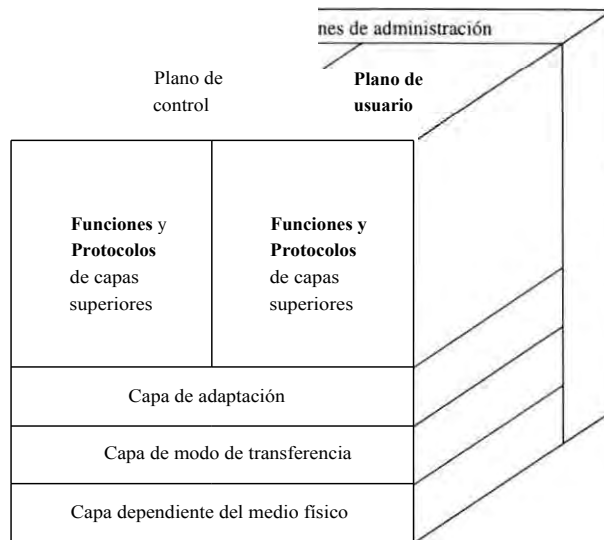 nes de administración
Plano de
control
Plano de
usuario
Funciones y
Protocolos
de capas
superiores
Funciones y
Protocolos
de capas
superiores
Capa de adaptación
Capa de modo de transferencia
Capa dependiente del medio físico